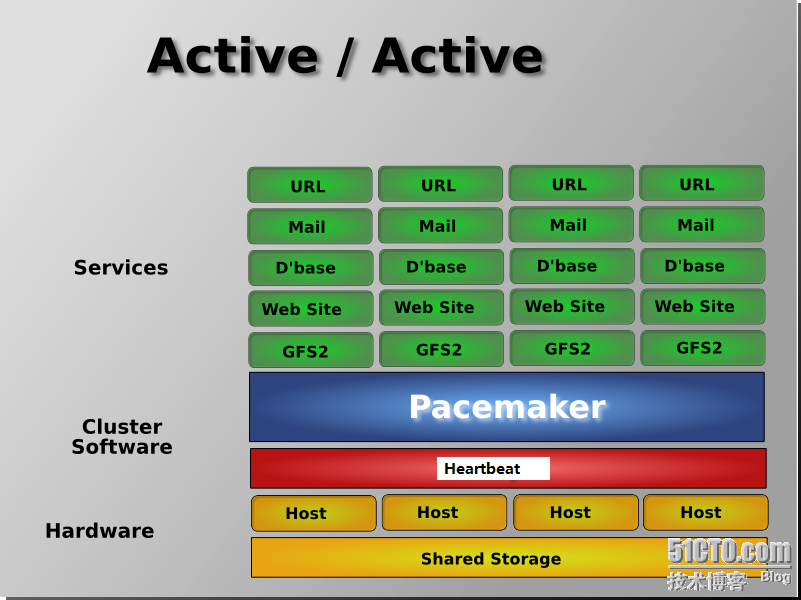 Active / Active
URL URL URL URL
Mail Mail Mail Mail
Services
D'base D'base D'base D'base
Web Site Web Site Web Site Web Site
GFS2 GFS2 GFS2 GFS2
Cluster
Software
Pacemaker
Heartbeat
Hardware
Host Host Host Host
Shared Storage
51CTO.com
技术博客 Blog